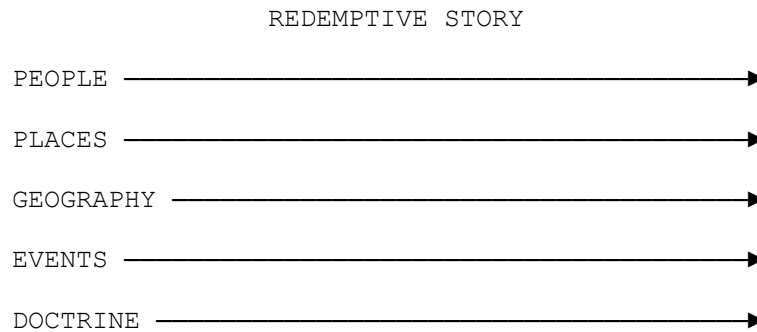 REDEMPTIVE STORY
PEOPLE
PLACES
GEOGRAPHY
EVENTS
DOCTRINE